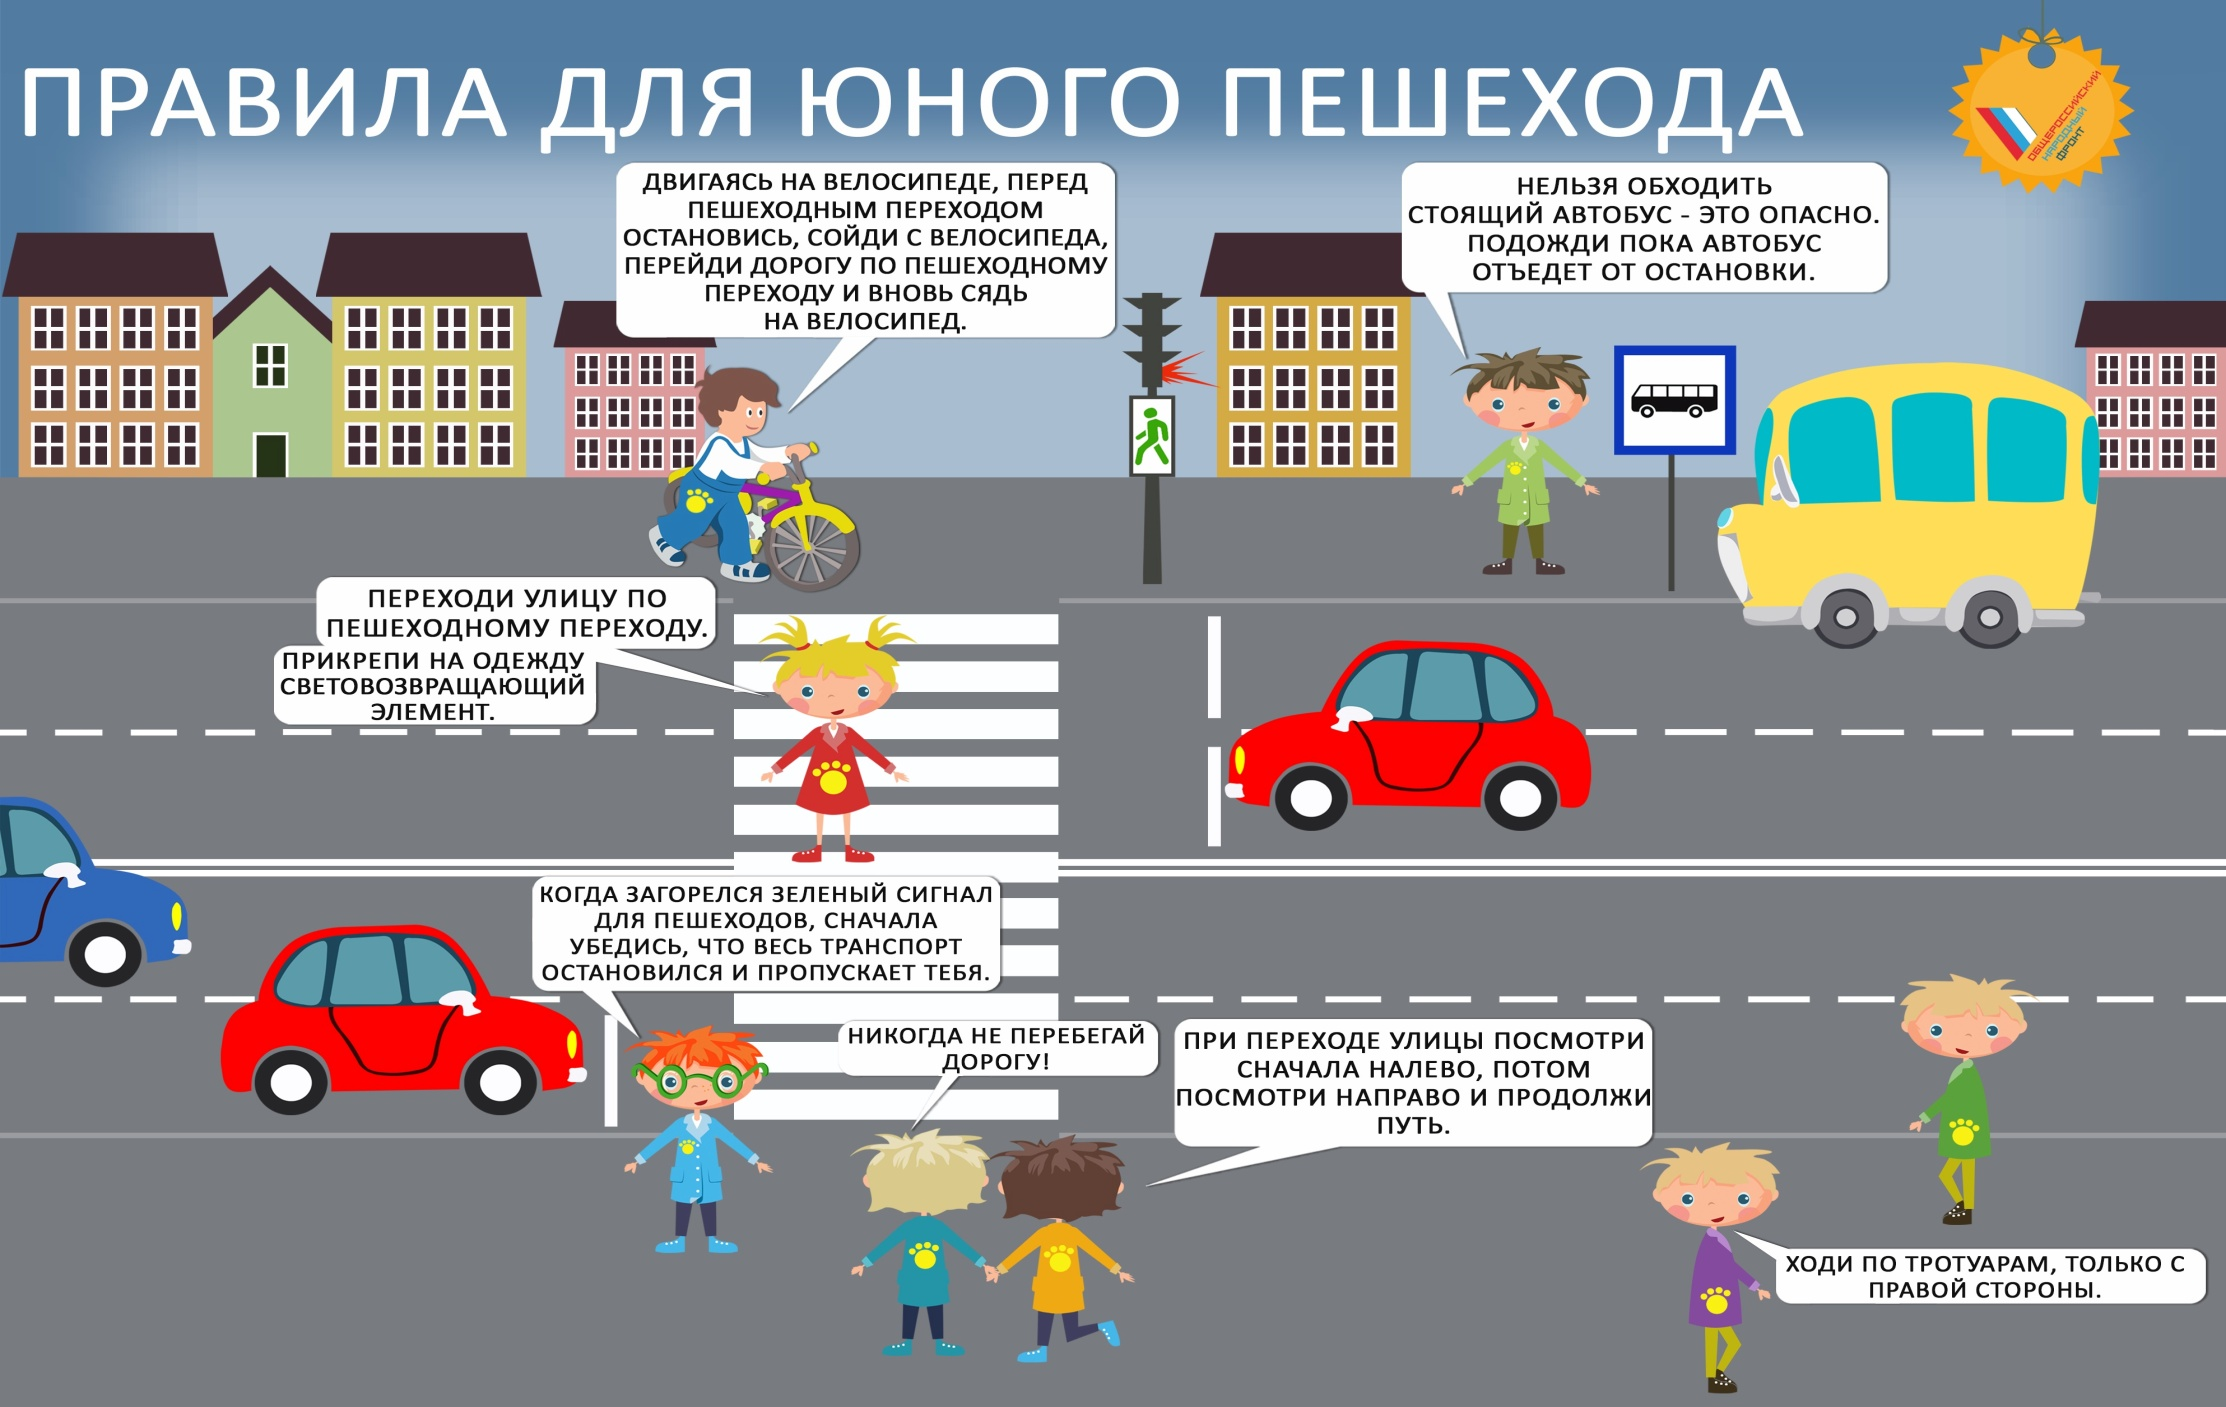 ПРАВИЛА ДЛЯ ЮНОГО ПЕШЕХОДА
ОБЩЕРОССИЙСКИЙ
НАРОДНЫЙ
ФРОНТ
ДВИГАЯСЬ НА ВЕЛОСИПЕДЕ, ПЕРЕД
ПЕШЕХОДНЫМ ПЕРЕХОДОМ
ОСТАНОВИСЬ, СОЙДИ С ВЕЛОСИПЕДА,
ПЕРЕЙДИ ДОРОГУ ПО ПЕШЕХОДНОМУ
ПЕРЕХОДУ И ВНОВЬ СЯДЬ
НА ВЕЛОСИПЕД.
НЕЛЬЗЯ ОБХОДИТЬ
СТОЯЩИЙ АВТОБУС - ЭТО ОПАСНО.
ПОДОЖДИ ПОКА АВТОБУС
ОТЪЕДЕТ ОТ ОСТАНОВКИ.
ПЕРЕХОДИ УЛИЦУ ПО
ПЕШЕХОДНОМУ ПЕРЕХОДУ.
ПРИКРЕПИ НА ОДЕЖДУ
СВЕТОВОЗВРАЩАЮЩИЙ
ЭЛЕМЕНТ.
КОГДА ЗАГОРЕЛСЯ ЗЕЛЕНЫЙ СИГНАЛ
ДЛЯ ПЕШЕХОДОВ, СНАЧАЛА
УБЕДИСЬ, ЧТО ВЕСЬ ТРАНСПОРТ
ОСТАНОВИЛСЯ И ПРОПУСКАЕТ ТЕБЯ.
НИКОГДА НЕ ПЕРЕБЕГАЙ
ДОРОГУ!
ПРИ ПЕРЕХОДЕ УЛИЦЫ ПОСМОТРИ
СНАЧАЛА НАЛЕВО, ПОТОМ
ПОСМОТРИ НАПРАВО И ПРОДОЛЖИ
ПУТЬ.
ХОДИ ПО ТРОТУАРАМ, ТОЛЬКО С
ПРАВОЙ СТОРОНЫ.